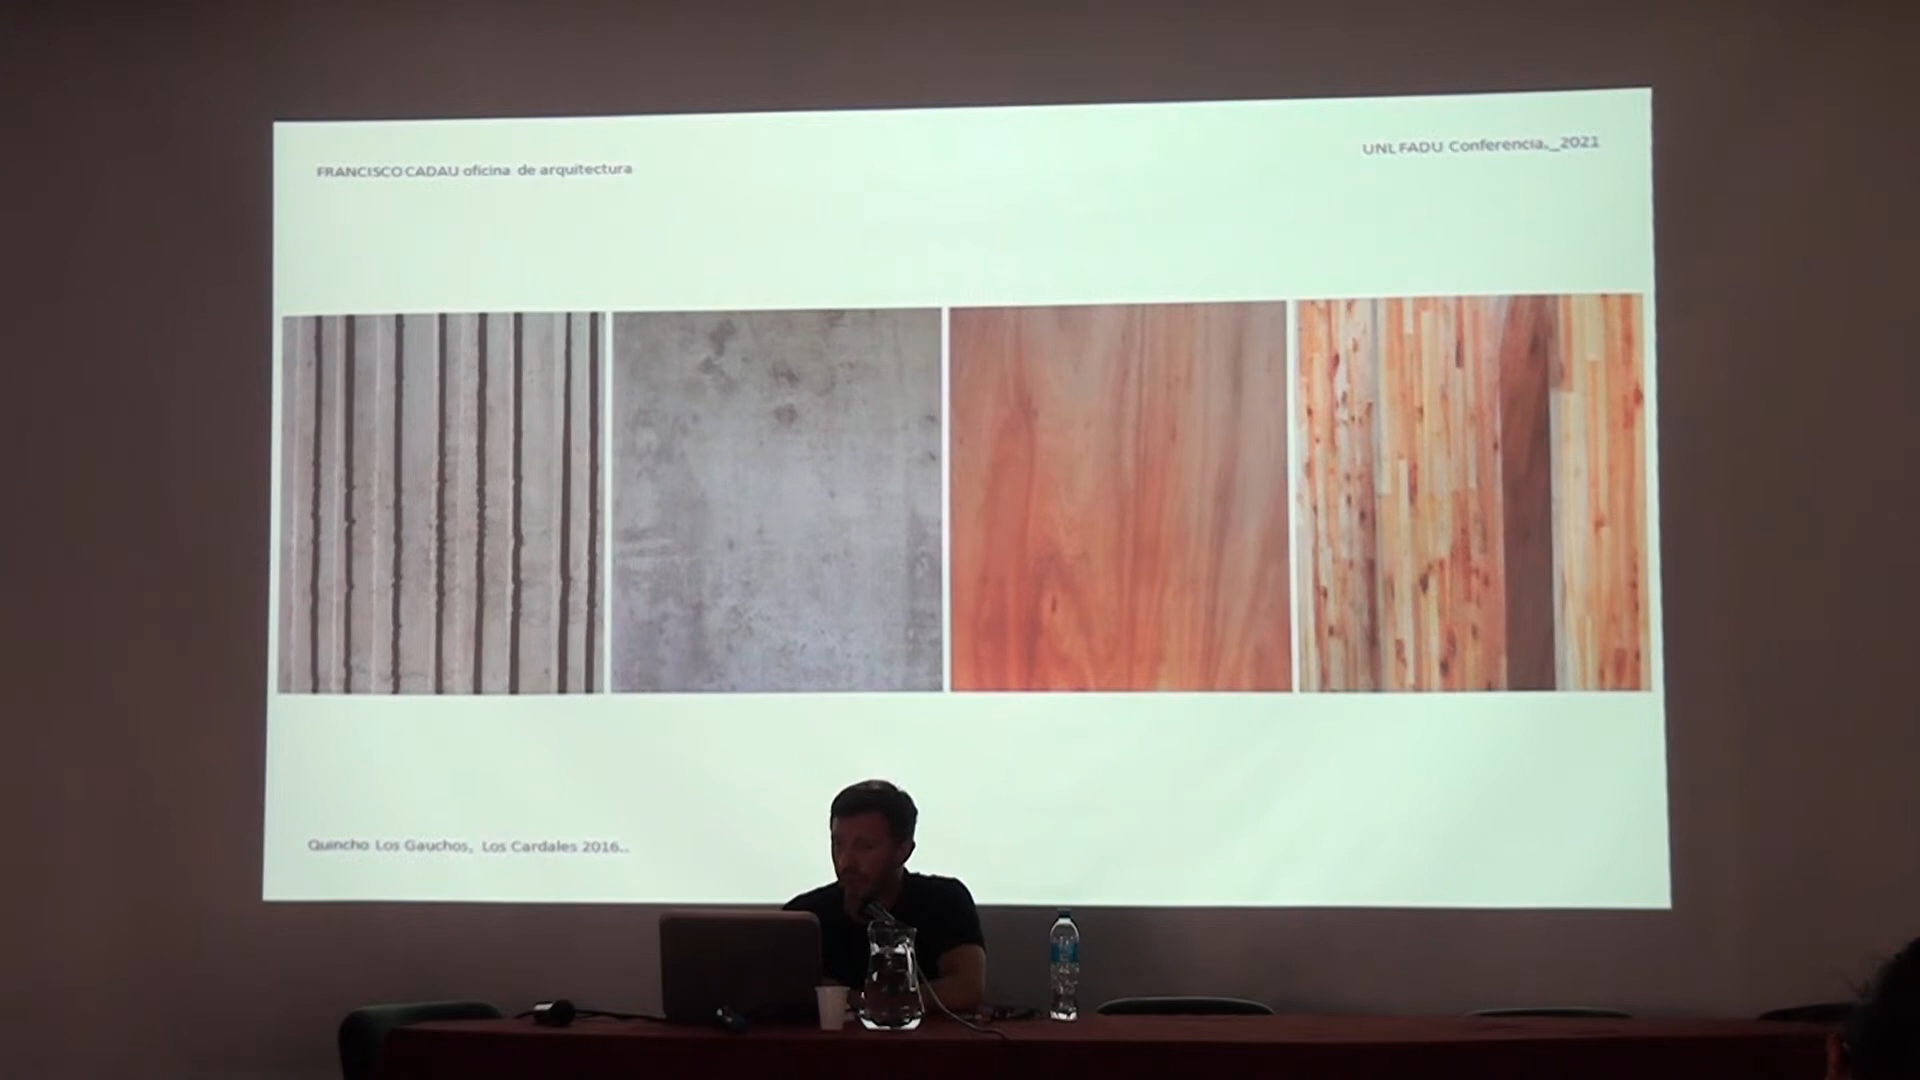 FRANCISCO CADAU oficina de arquitectura
UNL FADU Conferencia._2021
Quincho Los Gauchos, Los Cardales 2016..